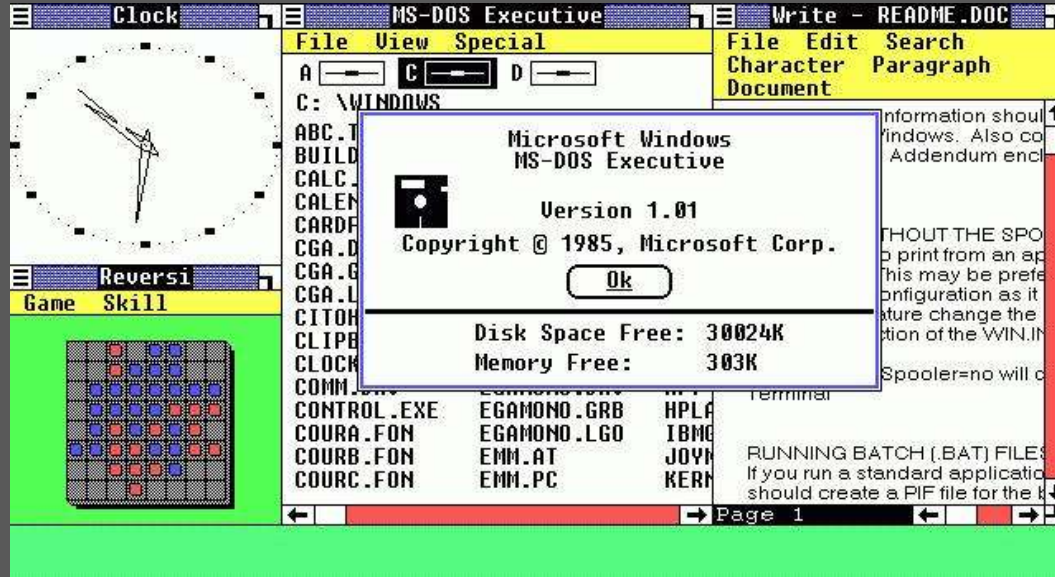 Clock
Reversi
Game Skill
MS-DOS Executive
File View Special
A C D
C: \WINDOWS
ABC.T
BUILD
CALC.
CALEN
CARDF
CGA.D
CGA.G
CGA.L
CITOH
CLIPB
CLOCK
COMM.
CONTROL.EXE EGAMONO.GRB HPLA
COURA.FON EGAMONO.LGO IBMG
COURB.FON EMM.AT JOYM
COURC.FON EMM.PC KERN
Microsoft Windows
MS-DOS Executive
Version 1.01
Copyright © 1985, Microsoft Corp.
Ok
Disk Space Free: 30024K
Memory Free: 303K
Write - README.DOC
File Edit Search
Character Paragraph
Document
nformation shoul
indows. Also co
Addendum encl
THOUT THE SPO
o print from an ap
his may be prefe
onfiguration as it
ature change the
ction of the WIN.IN
Spooler=no will c
Terminal
RUNNING BATCH (.BAT) FILES
If you run a standard applicatio
should create a PIF file for the b
Page 1